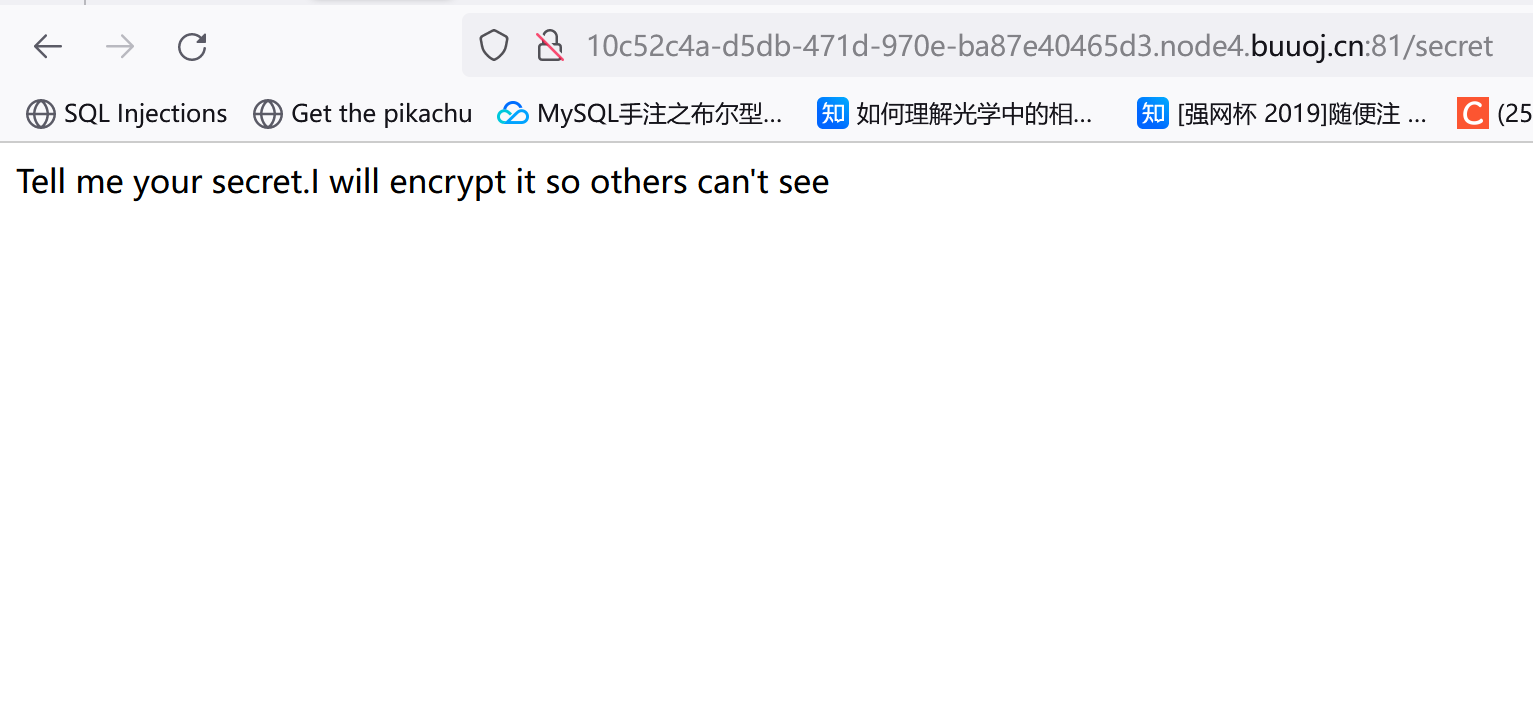 10c52c4a-d5db-471d-970e-ba87e40465d3.node4.buuoj.cn:81/secret
SQL Injections Get the pikachu MySQL手注之布尔型... 知 如何理解光学中的相... 知 [强网杯 2019]随便注 ... C (25
Tell me your secret.I will encrypt it so others can't see